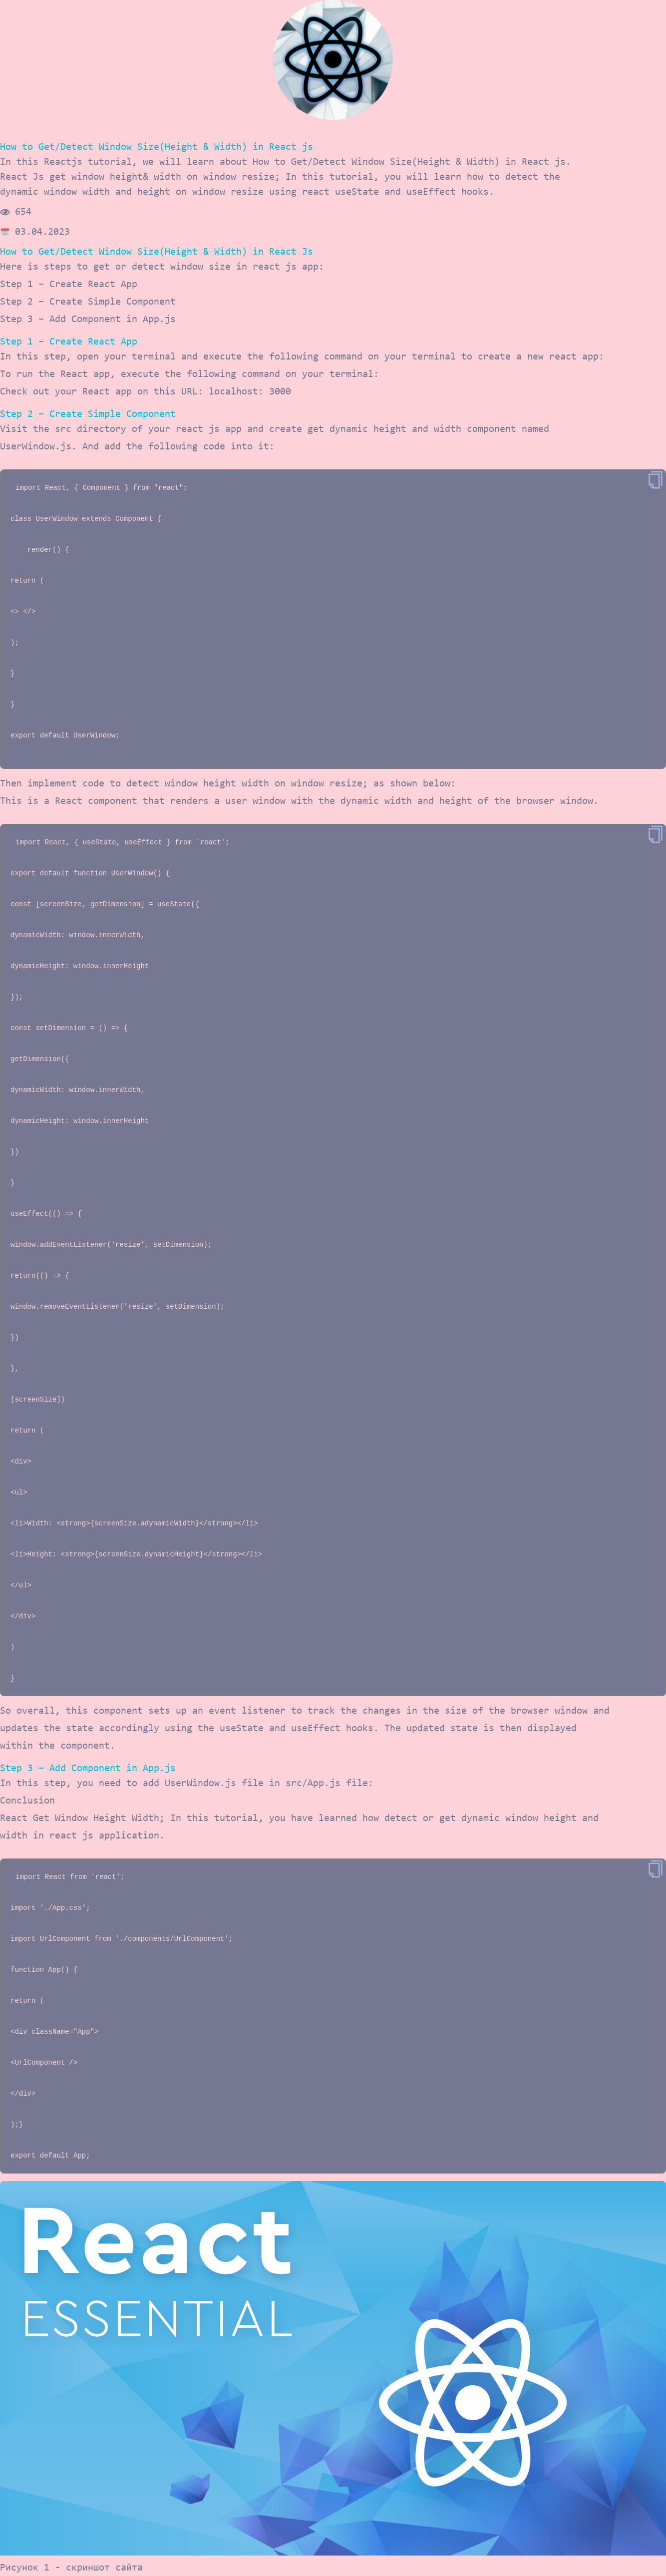 How to Get/Detect Window Size(Height & Width) in React js
In this Reactjs tutorial, we will learn about How to Get/Detect Window Size(Height & Width) in React js.
React Js get window height& width on window resize; In this tutorial, you will learn how to detect the
dynamic window width and height on window resize using react useState and useEffect hooks.
654
03.04.2023
How to Get/Detect Window Size(Height & Width) in React Js
Here is steps to get or detect window size in react js app:
Step 1 – Create React App
Step 2 – Create Simple Component
Step 3 – Add Component in App.js
Step 1 – Create React App
In this step, open your terminal and execute the following command on your terminal to create a new react app:
To run the React app, execute the following command on your terminal:
Check out your React app on this URL: localhost: 3000
Step 2 – Create Simple Component
Visit the src directory of your react js app and create get dynamic height and width component named
UserWindow.js. And add the following code into it:
import React, { Component } from "react";
class UserWindow extends Component {
render() {
return (
<> </>
);
}
}
export default UserWindow;
Then implement code to detect window height width on window resize; as shown below:
This is a React component that renders a user window with the dynamic width and height of the browser window.
import React, { useState, useEffect } from 'react';
export default function UserWindow() {
const [screenSize, getDimension] = useState({
dynamicWidth: window.innerWidth,
dynamicHeight: window.innerHeight
});
const setDimension = () => {
getDimension({
dynamicWidth: window.innerWidth,
dynamicHeight: window.innerHeight
})
}
useEffect(() => {
window.addEventListener('resize', setDimension);
return(() => {
window.removeEventListener('resize', setDimension);
})
},
[screenSize])
return (
<div>
<ul>
<li>Width: <strong>{screenSize.adynamicWidth}</strong></li>
<li>Height: <strong>{screenSize.dynamicHeight}</strong></li>
</ul>
</div>
)
}
So overall, this component sets up an event listener to track the changes in the size of the browser window and
updates the state accordingly using the useState and useEffect hooks. The updated state is then displayed
within the component.
Step 3 – Add Component in App.js
In this step, you need to add UserWindow.js file in src/App.js file:
Conclusion
React Get Window Height Width; In this tutorial, you have learned how detect or get dynamic window height and
width in react js application.
import React from 'react';
import './App.css';
import UrlComponent from './components/UrlComponent';
function App() {
return (
<div className="App">
<UrlComponent />
</div>
);}
export default App;
React
ESSENTIAL
Рисунок 1 - скриншот сайта